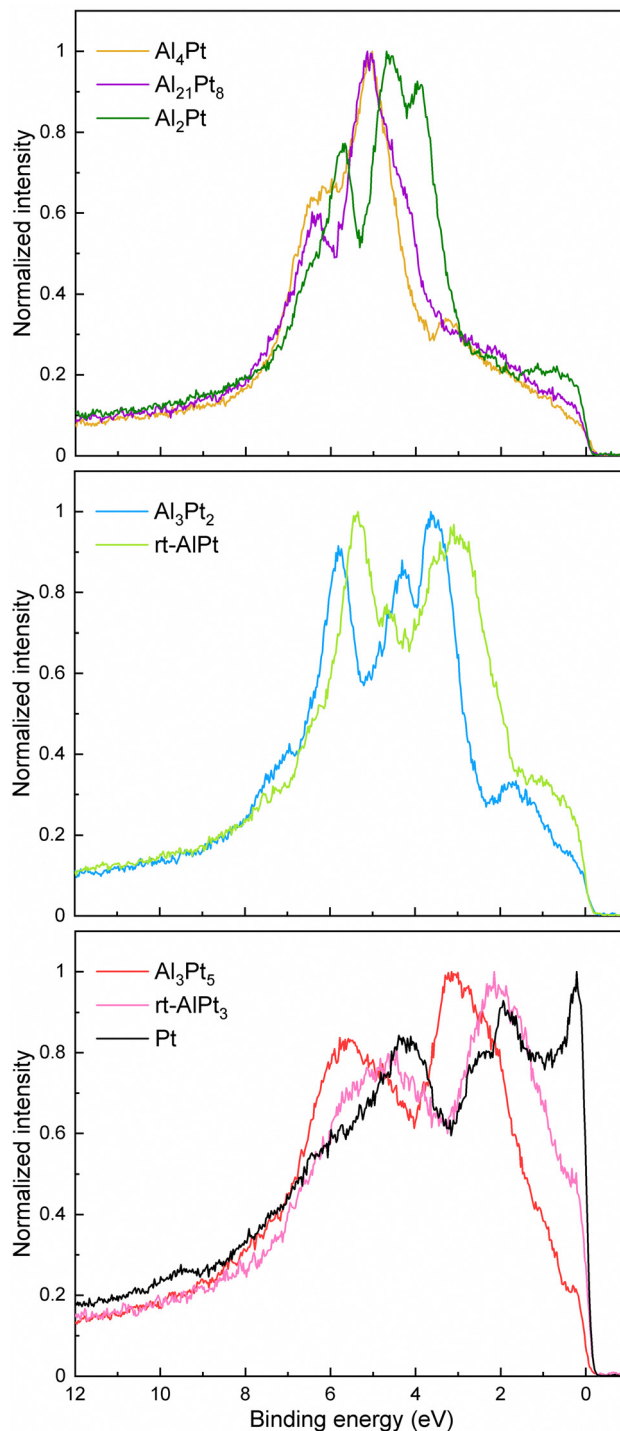 1
Al₄Pt
Al₂₁Pt₈
Al₂Pt
0.8
0.6
0.4
0.2
0
Normalized intensity
1
Al₃Pt₂
rt-AlPt
0.8
0.6
0.4
0.2
0
Normalized intensity
1
Al₃Pt₅
rt-AlPt₃
Pt
0.8
0.6
0.4
0.2
0
Normalized intensity
12 10 8 6 4 2 0
Binding energy (eV)